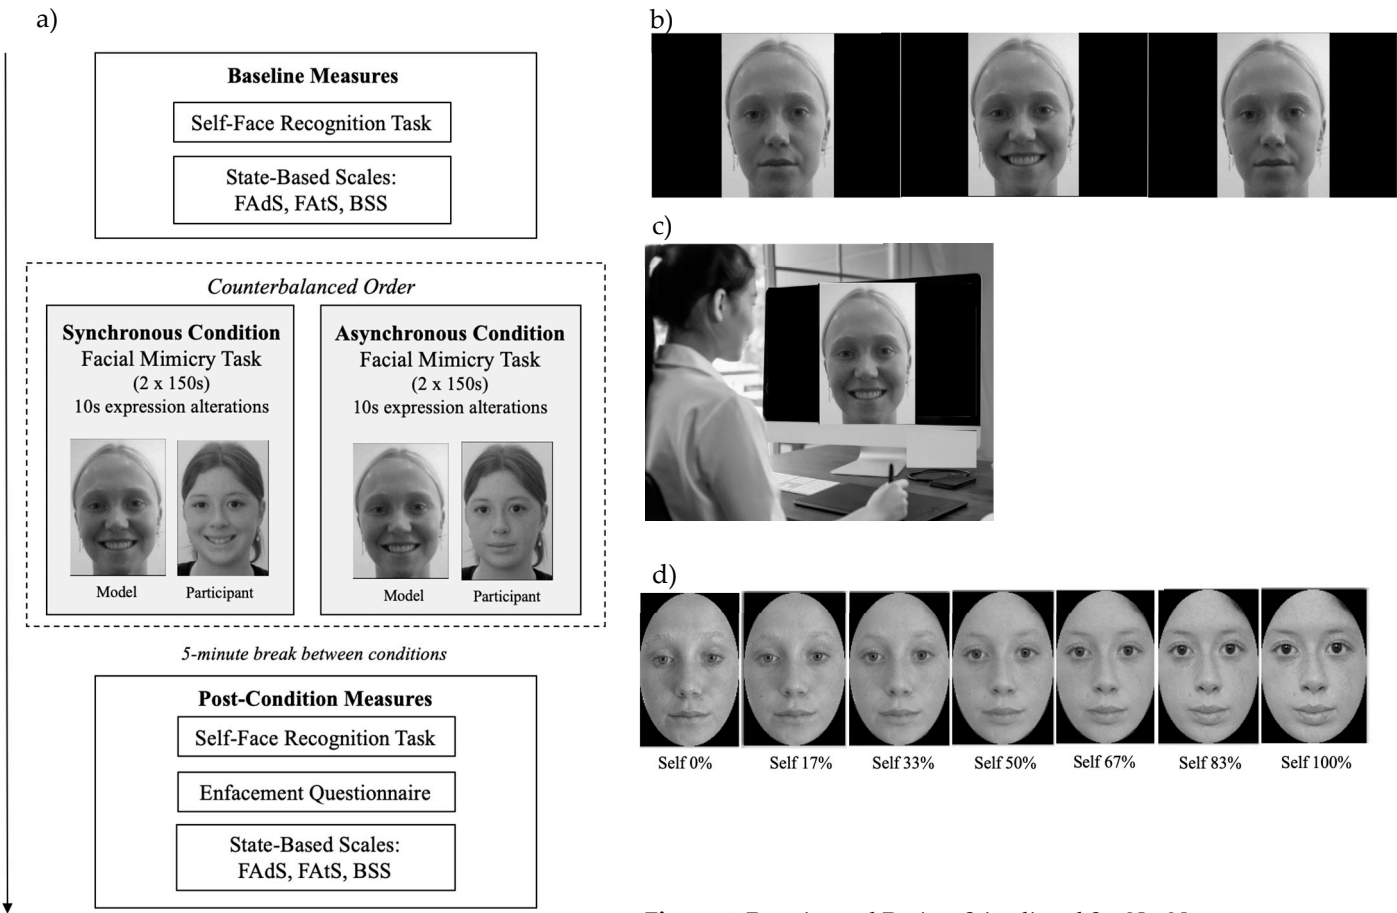 a)
Baseline Measures
Self-Face Recognition Task
State-Based Scales:
FAdS, FAtS, BSS
Counterbalanced Order
Synchronous Condition
Facial Mimicry Task
(2 x 150s)
10s expression alterations
Model
Participant
Asynchronous Condition
Facial Mimicry Task
(2 x 150s)
10s expression alterations
Model
Participant
5-minute break between conditions
Post-Condition Measures
Self-Face Recognition Task
Enfacement Questionnaire
State-Based Scales:
FAdS, FAtS, BSS
b)
c)
d)
Self 0%
Self 17%
Self 33%
Self 50%
Self 67%
Self 83%
Self 100%